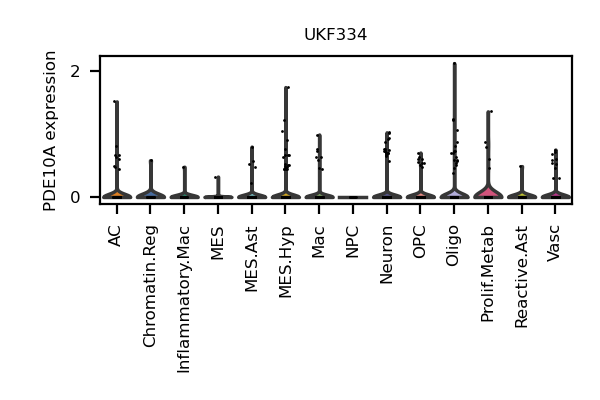 UKF334
PDE10A expression
2
0
AC
Chromatin.Reg
Inflammatory.Mac
MES
MES.Ast
MES.Hyp
Mac
NPC
Neuron
OPC
Oligo
Prolif.Metab
Reactive.Ast
Vasc